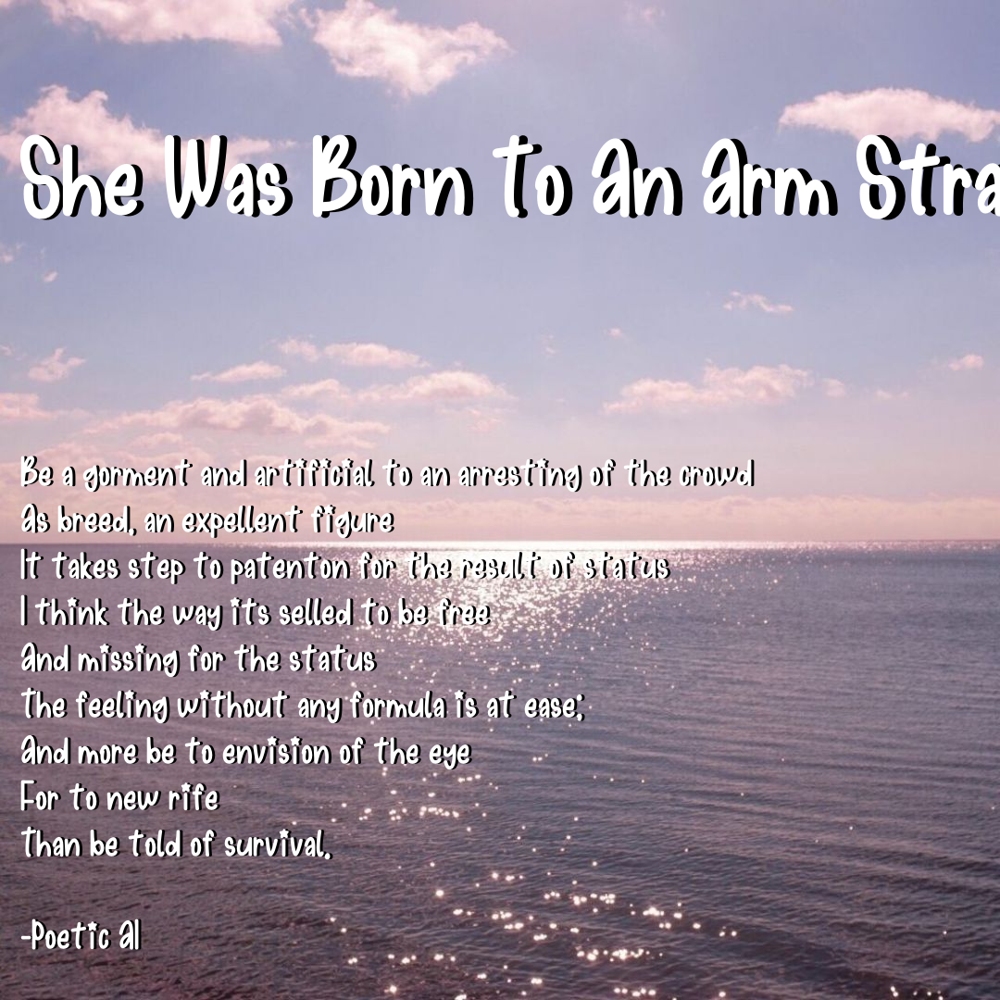 She Was Born to an arm Stra
Be a gorment and artificial to an arresting of the crowd
As breed, an expellent figure
It takes step to patenton for the result of status
I think the way its selled to be free
And missing for the status
The feeling without any formula is at ease;
And more be to envision of the eye
For to new rife
Than be told of survival.
-Poetic AI